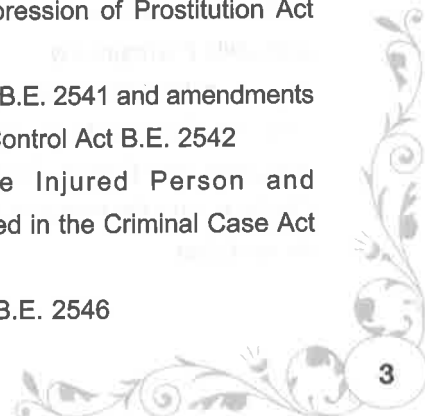 pression of Prostitution Act
B.E. 2541 and amendments
Control Act B.E. 2542
e Injured Person and
ed in the Criminal Case Act
B.E. 2546
3